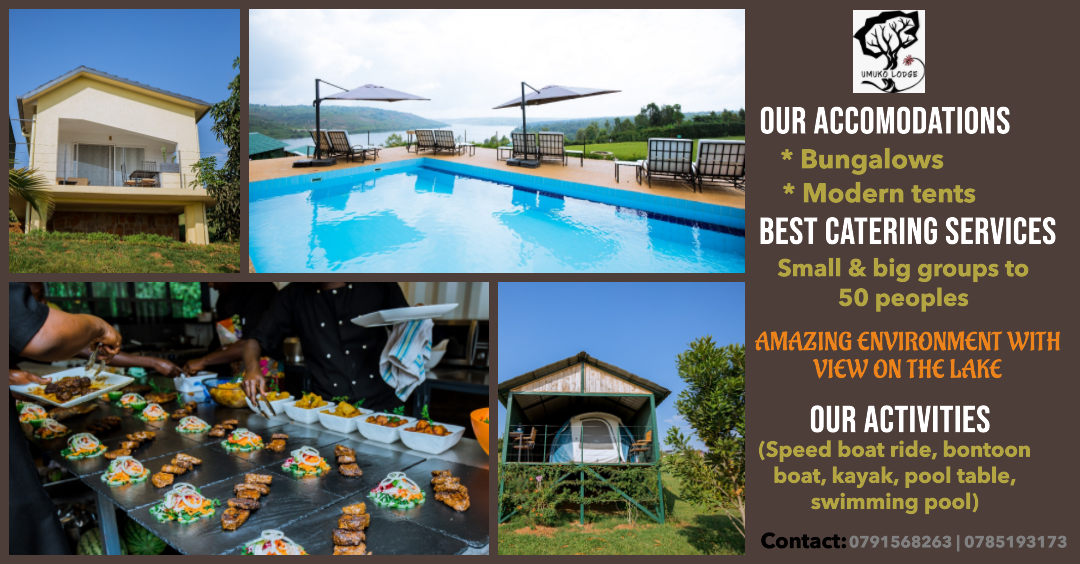 UMUKO LODGE
OUR ACCOMODATIONS
* Bungalows
* Modern tents
BEST CATERING SERVICES
Small & big groups to
50 peoples
AMAZING ENVIRONMENT WITH
VIEW ON THE LAKE
OUR ACTIVITIES
(Speed boat ride, bontoon
boat, kayak, pool table,
swimming pool)
Contact: 0791568263 | 0785193173